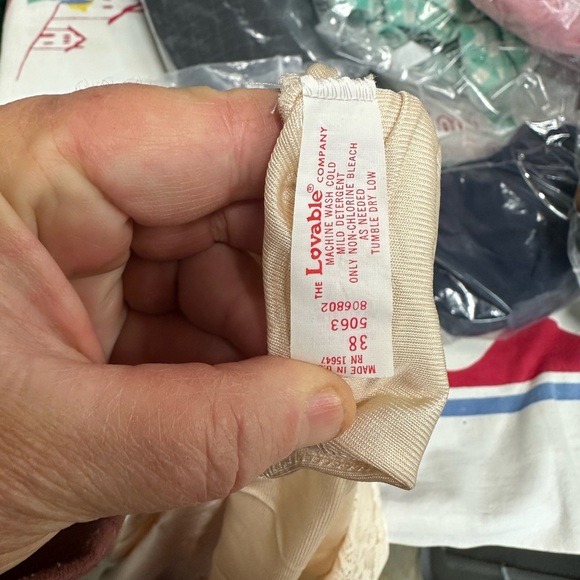 THE Lovable® COMPANY
MACHINE WASH COLD
MILD DETERGENT
ONLY NON-CHLORINE BLEACH
AS NEEDED
TUMBLE DRY LOW
806802
5063
38
RN 15647
MADE IN